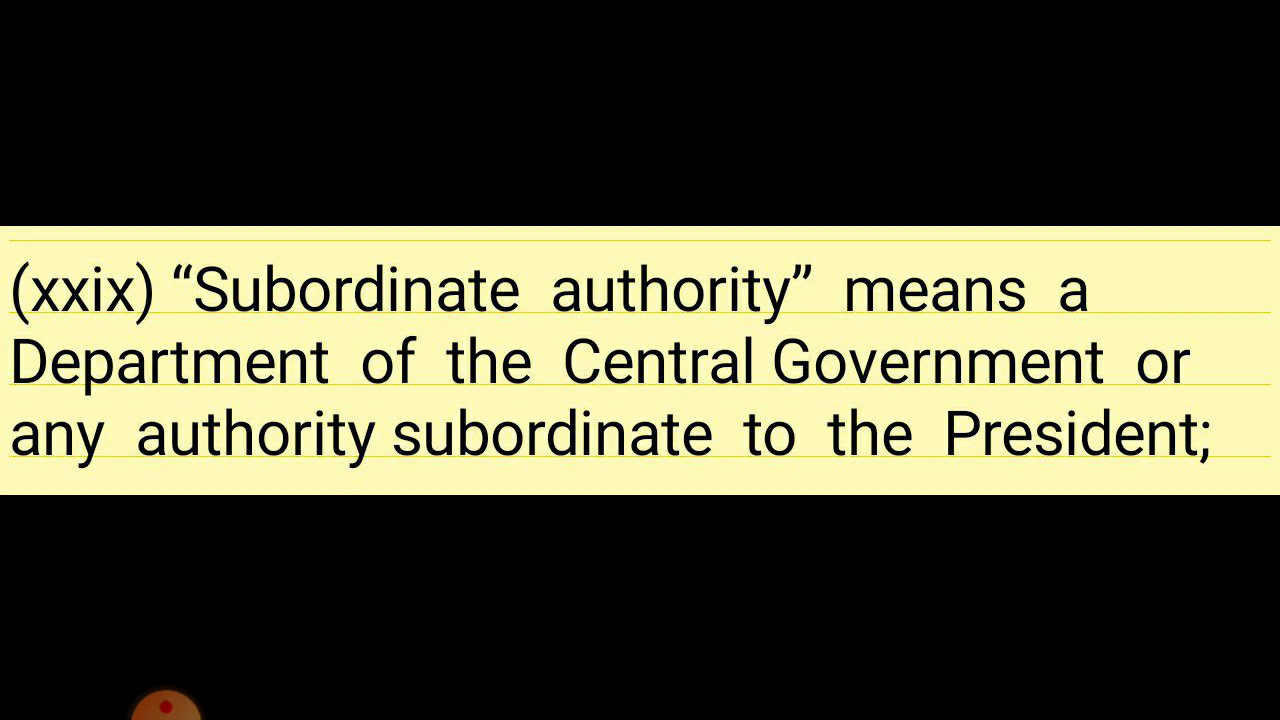 (xxix) “Subordinate authority” means a
Department of the Central Government or
any authority subordinate to the President;